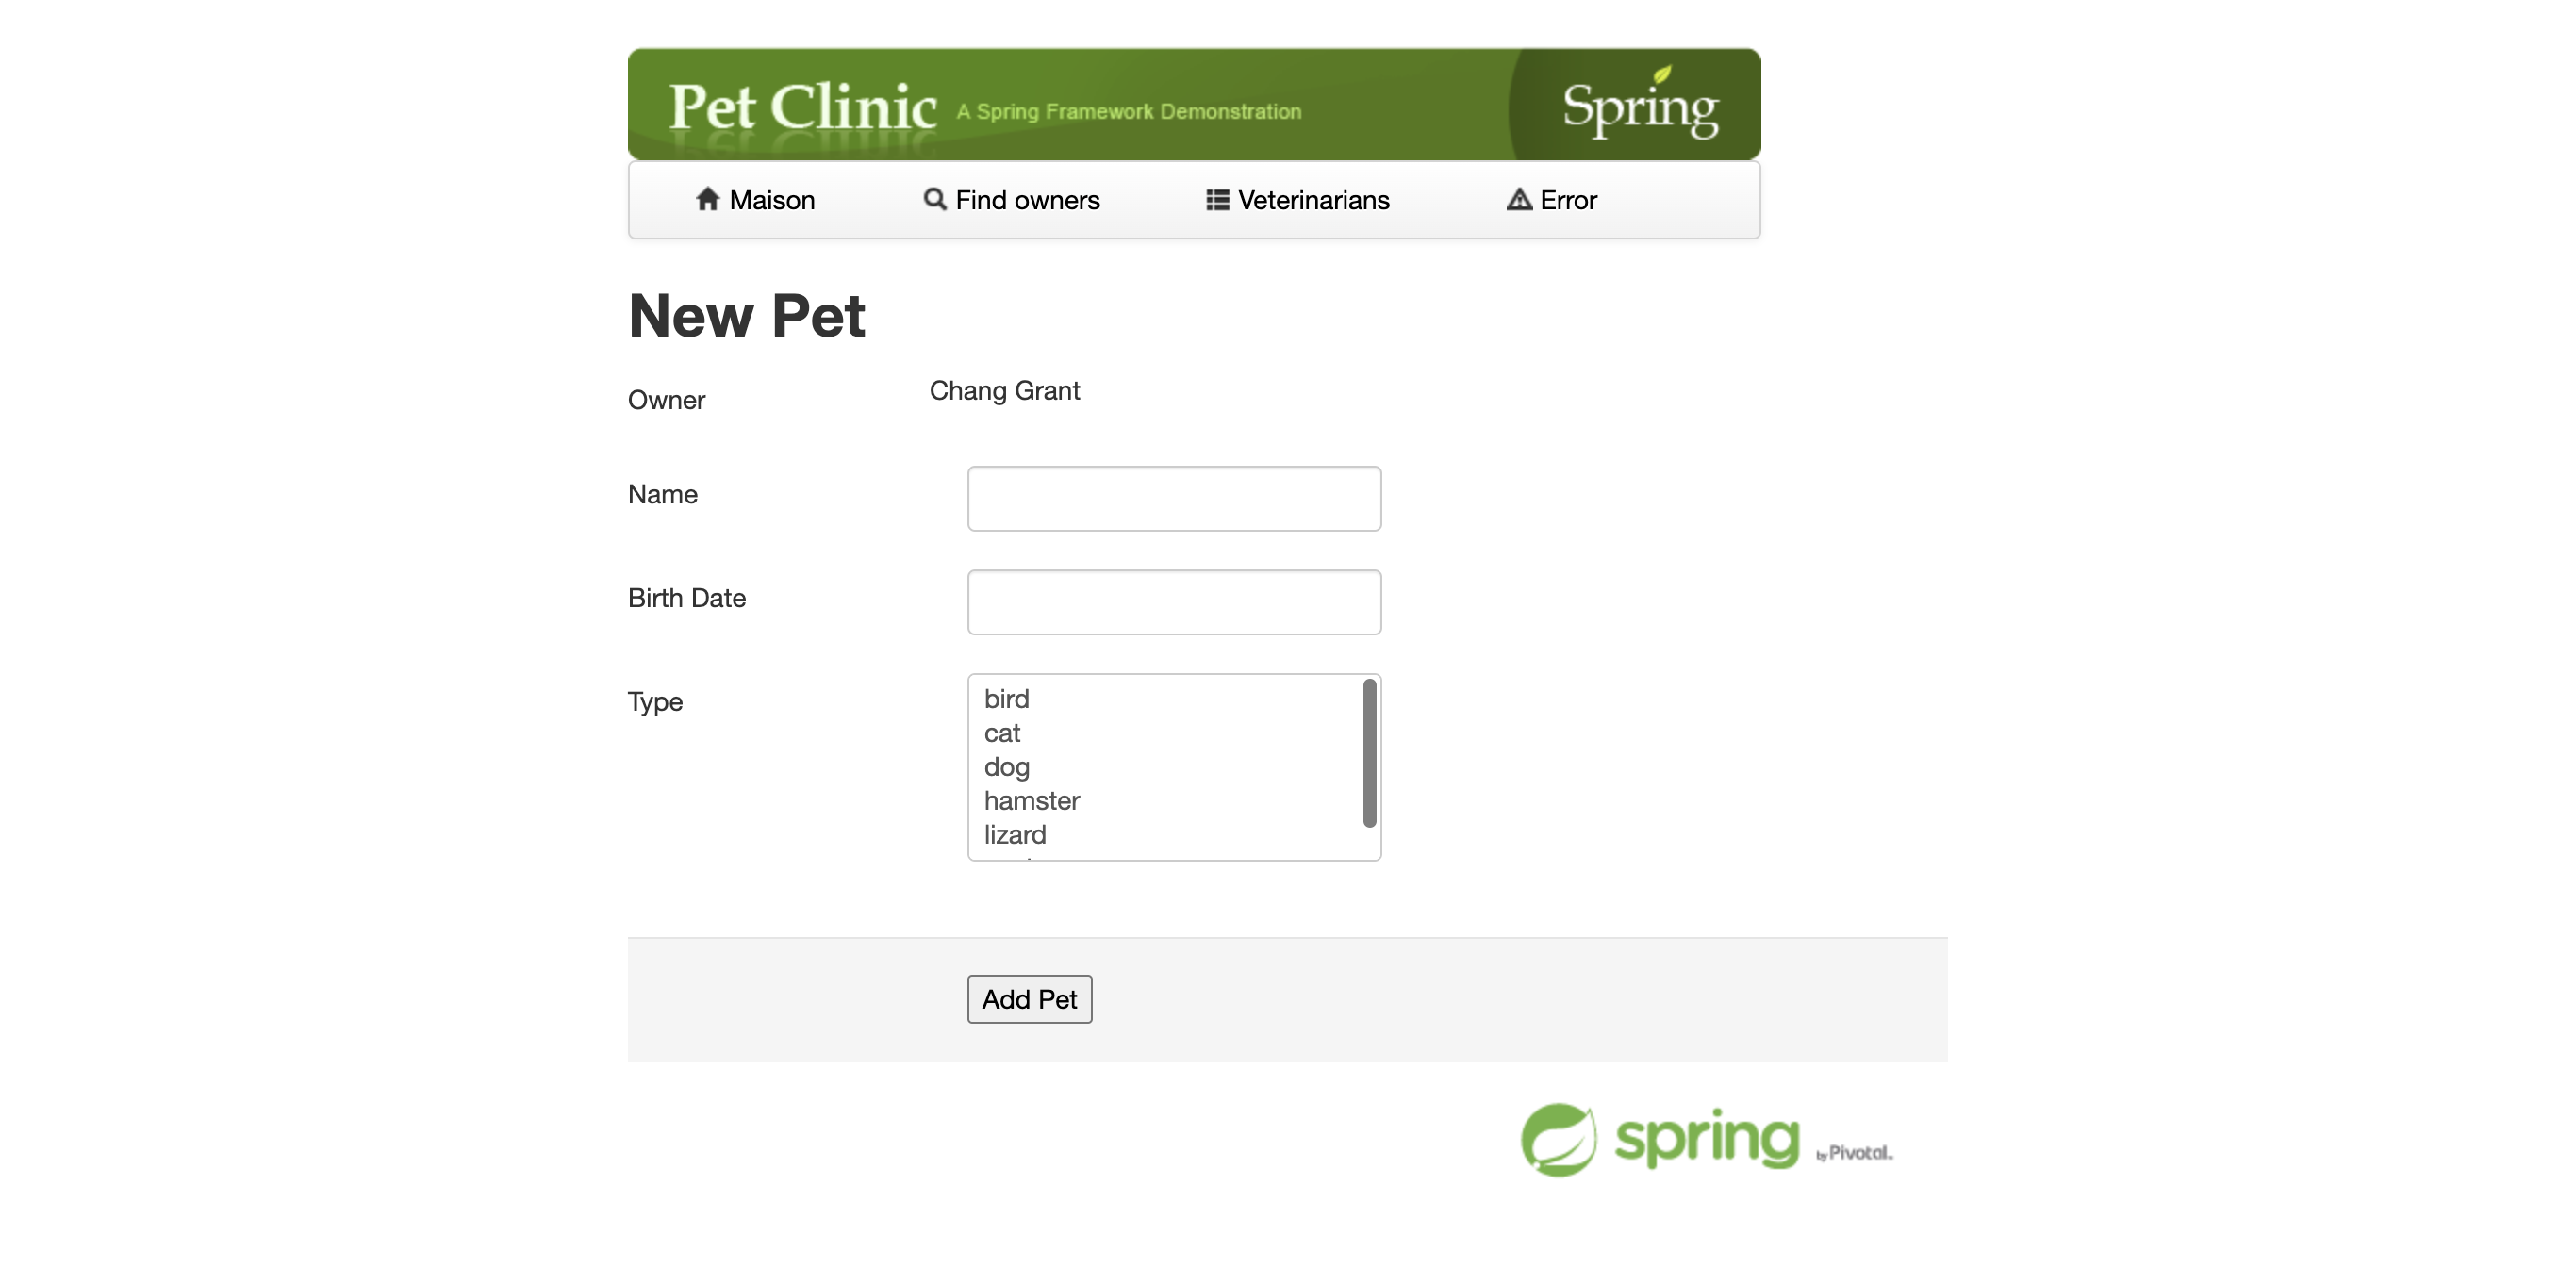 Pet Clinic A Spring Framework Demonstration Spring
Maison Find owners Veterinarians Error
New Pet
Owner Chang Grant
Name
Birth Date
Type bird
cat
dog
hamster
lizard
Add Pet
spring by Pivotal